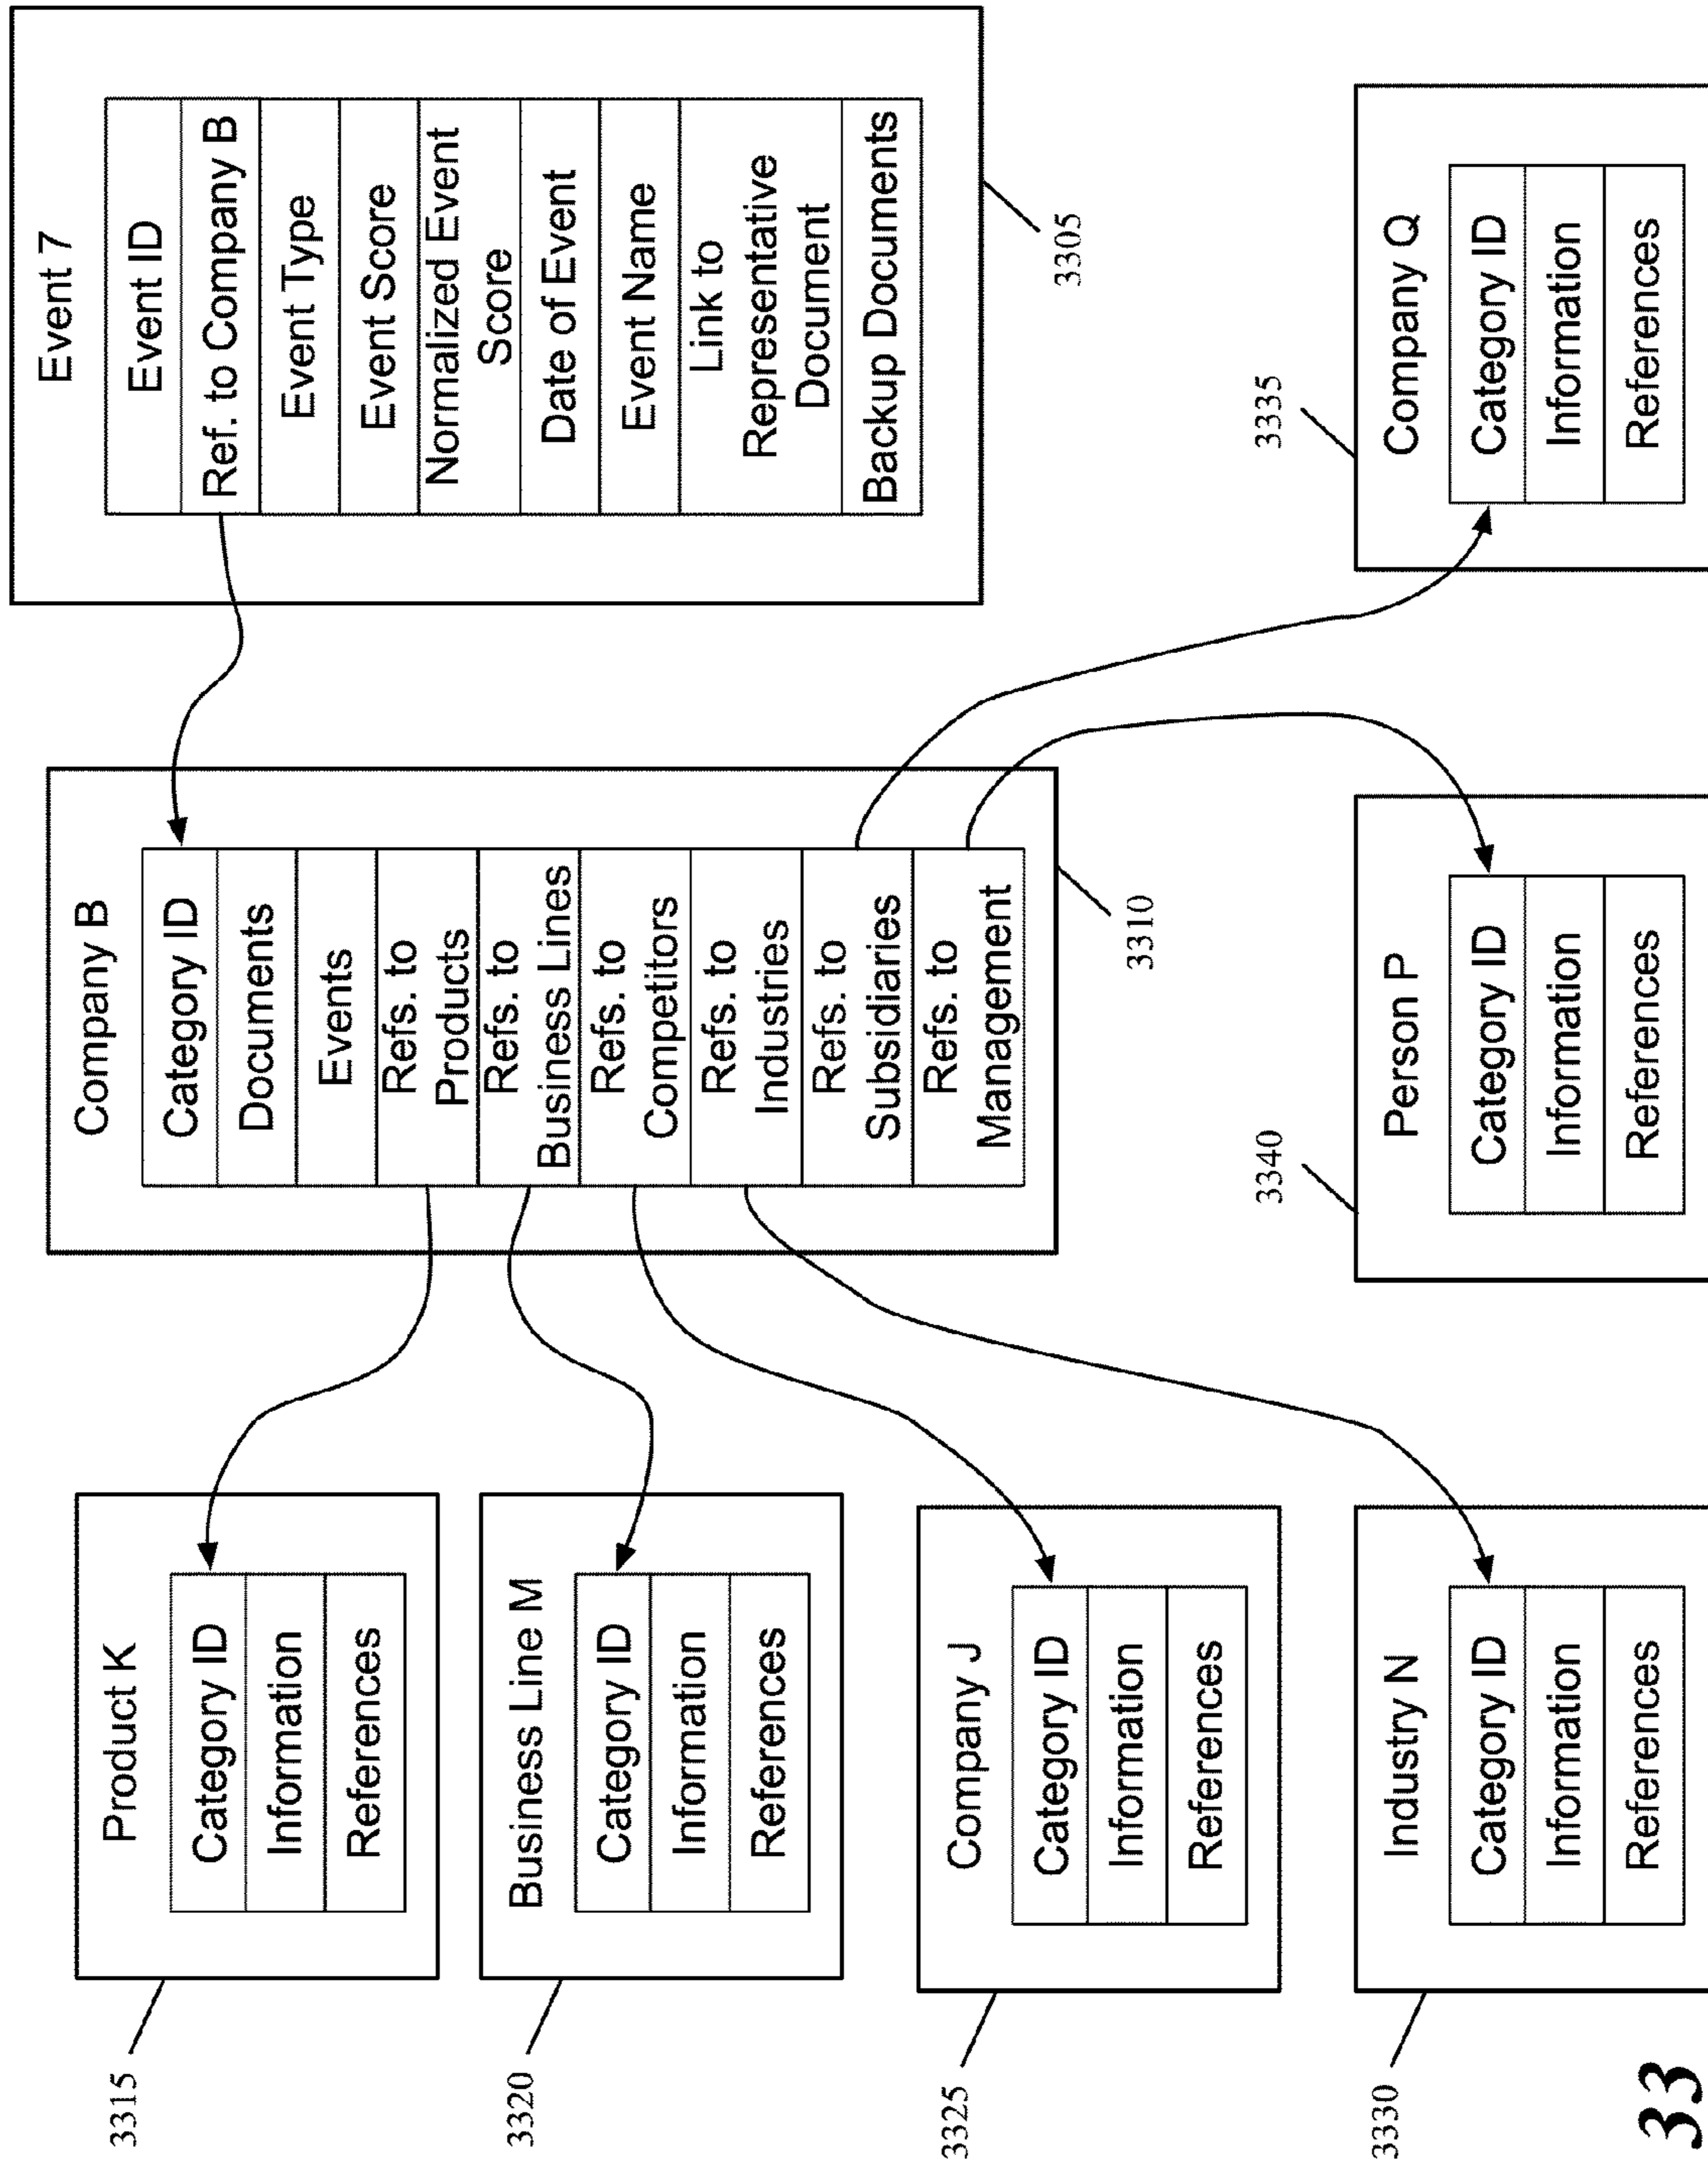 Product K
Category ID
Information
References
3315
Business Line M
Category ID
Information
References
3320
Company J
Category ID
Information
References
3325
Industry N
Category ID
Information
References
3330
Company B
Category ID
Documents
Events
Refs. to
Products
Refs. to
Business Lines
Refs. to
Competitors
Refs. to
Industries
Refs. to
Subsidiaries
Refs. to
Management
3310
Event 7
Event ID
Ref. to Company B
Event Type
Event Score
Normalized Event
Score
Date of Event
Event Name
Link to
Representative
Document
Backup Documents
3305
3340
Person P
Category ID
Information
References
3335
Company Q
Category ID
Information
References
33